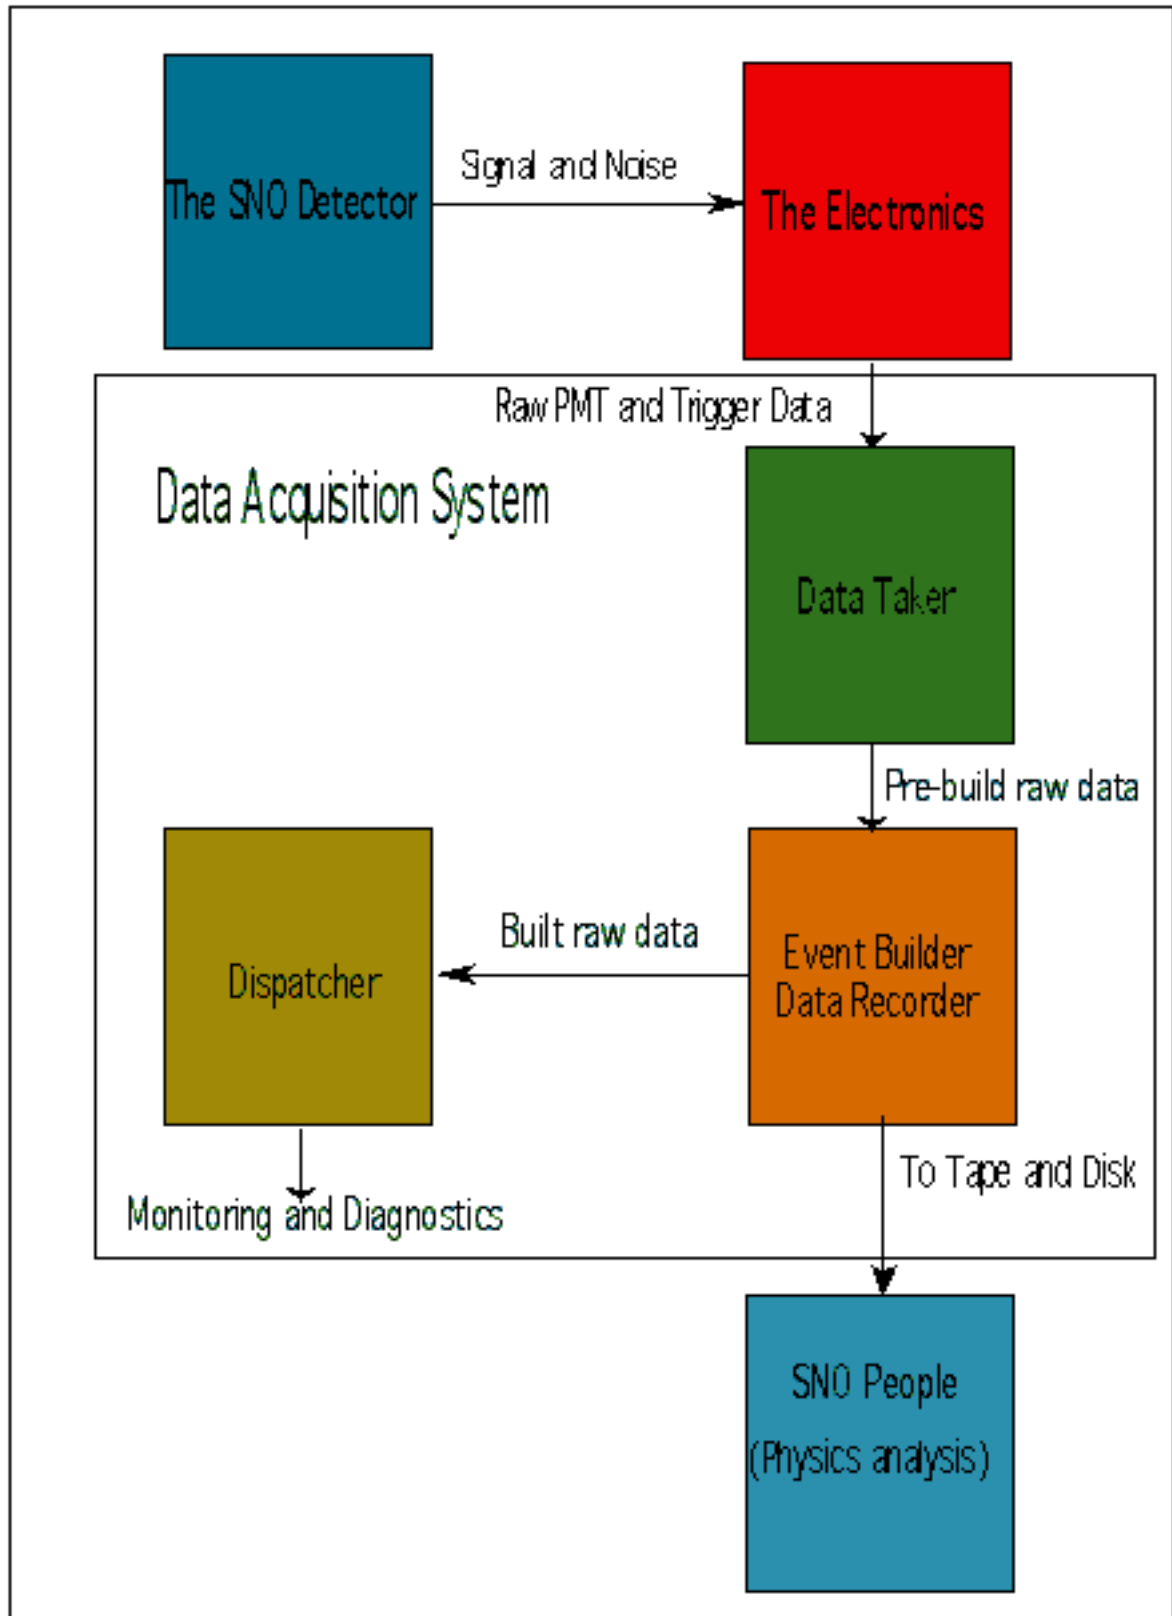 The SNO Detector
Signal and Noise
The Electronics
Raw PMT and Trigger Data
Data Acquisition System
Data Taker
Pre-build raw data
Built raw data
Event Builder
Data Recorder
Dispatcher
To Tape and Disk
Monitoring and Diagnostics
SNO People
(Physics analysis)